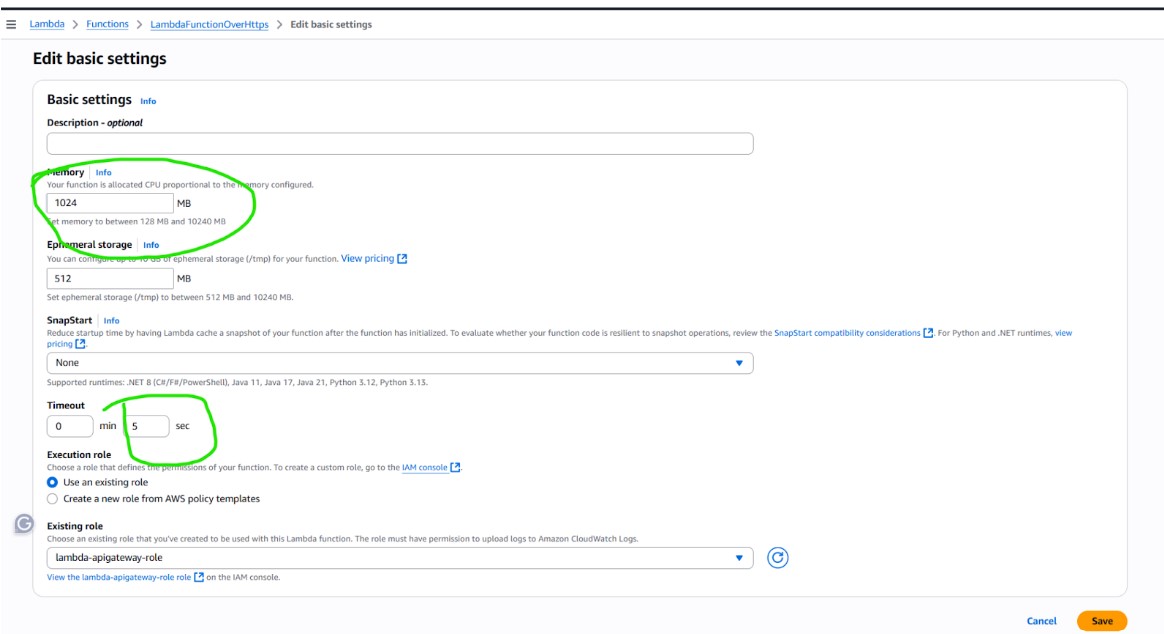 Lambda > Functions > LambdaFunctionOverHttps > Edit basic settings
Edit basic settings
Basic settings Info
Description - optional
Memory Info
Your function is allocated CPU proportional to the memory configured.
1024 MB
Set memory to between 128 MB and 10240 MB
Ephemeral storage Info
You can configure up to 10 GB of ephemeral storage (/tmp) for your function. View pricing
512 MB
Set ephemeral storage (/tmp) to between 512 MB and 10240 MB.
SnapStart Info
Reduce startup time by having Lambda cache a snapshot of your function after the function has initialized. To evaluate whether your function code is resilient to snapshot operations, review the SnapStart compatibility considerations. For Python and .NET runtimes, view
pricing.
None
Supported runtimes: .NET 8 (C#/F#/PowerShell), Java 11, Java 17, Java 21, Python 3.12, Python 3.13.
Timeout
0 min 5 sec
Execution role
Choose a role that defines the permissions of your function. To create a custom role, go to the IAM console.
Use an existing role
Create a new role from AWS policy templates
Existing role
Choose an existing role that you've created to be used with this Lambda function. The role must have permission to upload logs to Amazon CloudWatch Logs.
lambda-apigateway-role
View the lambda-apigateway-role role on the IAM console.
Cancel Save